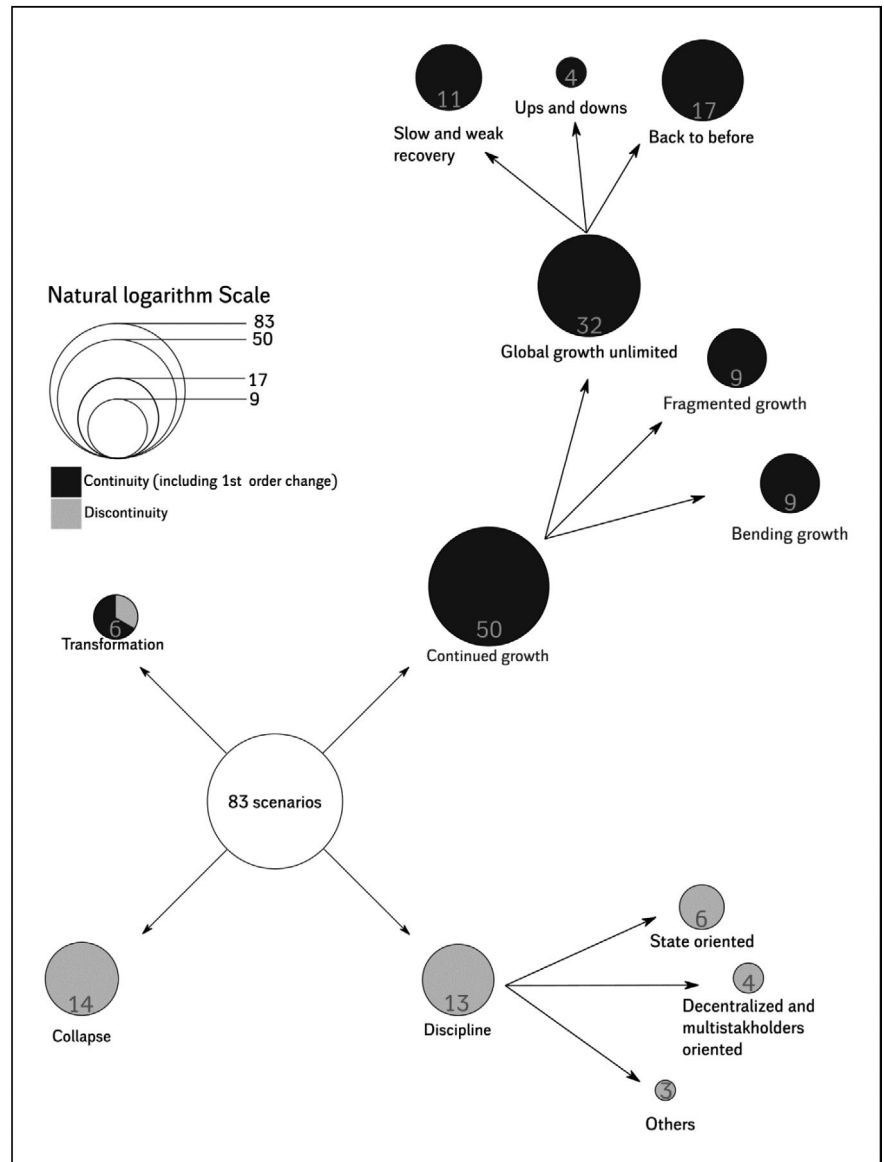 11
Slow and weak
recovery
4
Ups and downs
17
Back to before
32
Global growth unlimited
Natural logarithm Scale
83
50
17
9
Continuity (including 1st order change)
Discontinuity
9
Fragmented growth
9
Bending growth
50
Continued growth
6
Transformation
83 scenarios
14
Collapse
13
Discipline
6
State oriented
4
Decentralized and
multistakholders
oriented
3
Others